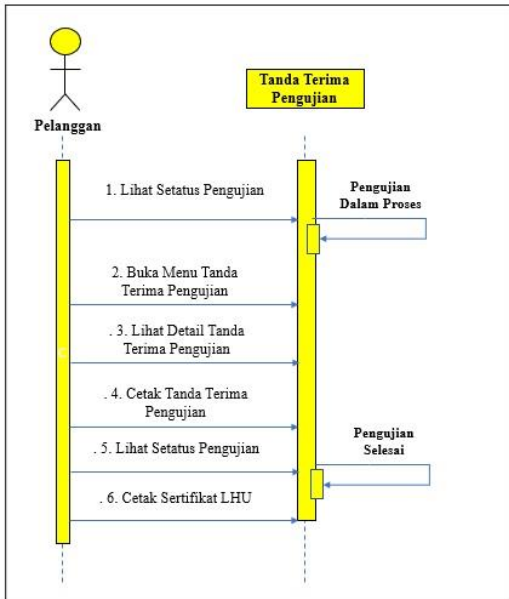 Tanda Terima
Pengujian
Pelanggan
1. Lihat Setatus Pengujian
Pengujian
Dalam Proses
2. Buka Menu Tanda
Terima Pengujian
. 3. Lihat Detail Tanda
Terima Pengujian
. 4. Cetak Tanda Terima
Pengujian
. 5. Lihat Setatus Pengujian
Pengujian
Selesai
. 6. Cetak Sertifikat LHU